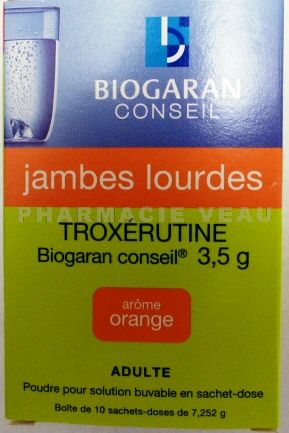 BIOGARAN
CONSEIL
jambes lourdes
PHARMACIE VEAU
TROXÉRUTINE
Biogaran conseil® 3,5 g
arôme
orange
ADULTE
Poudre pour solution buvable en sachet-dose
Boîte de 10 sachets-doses de 7,252 g